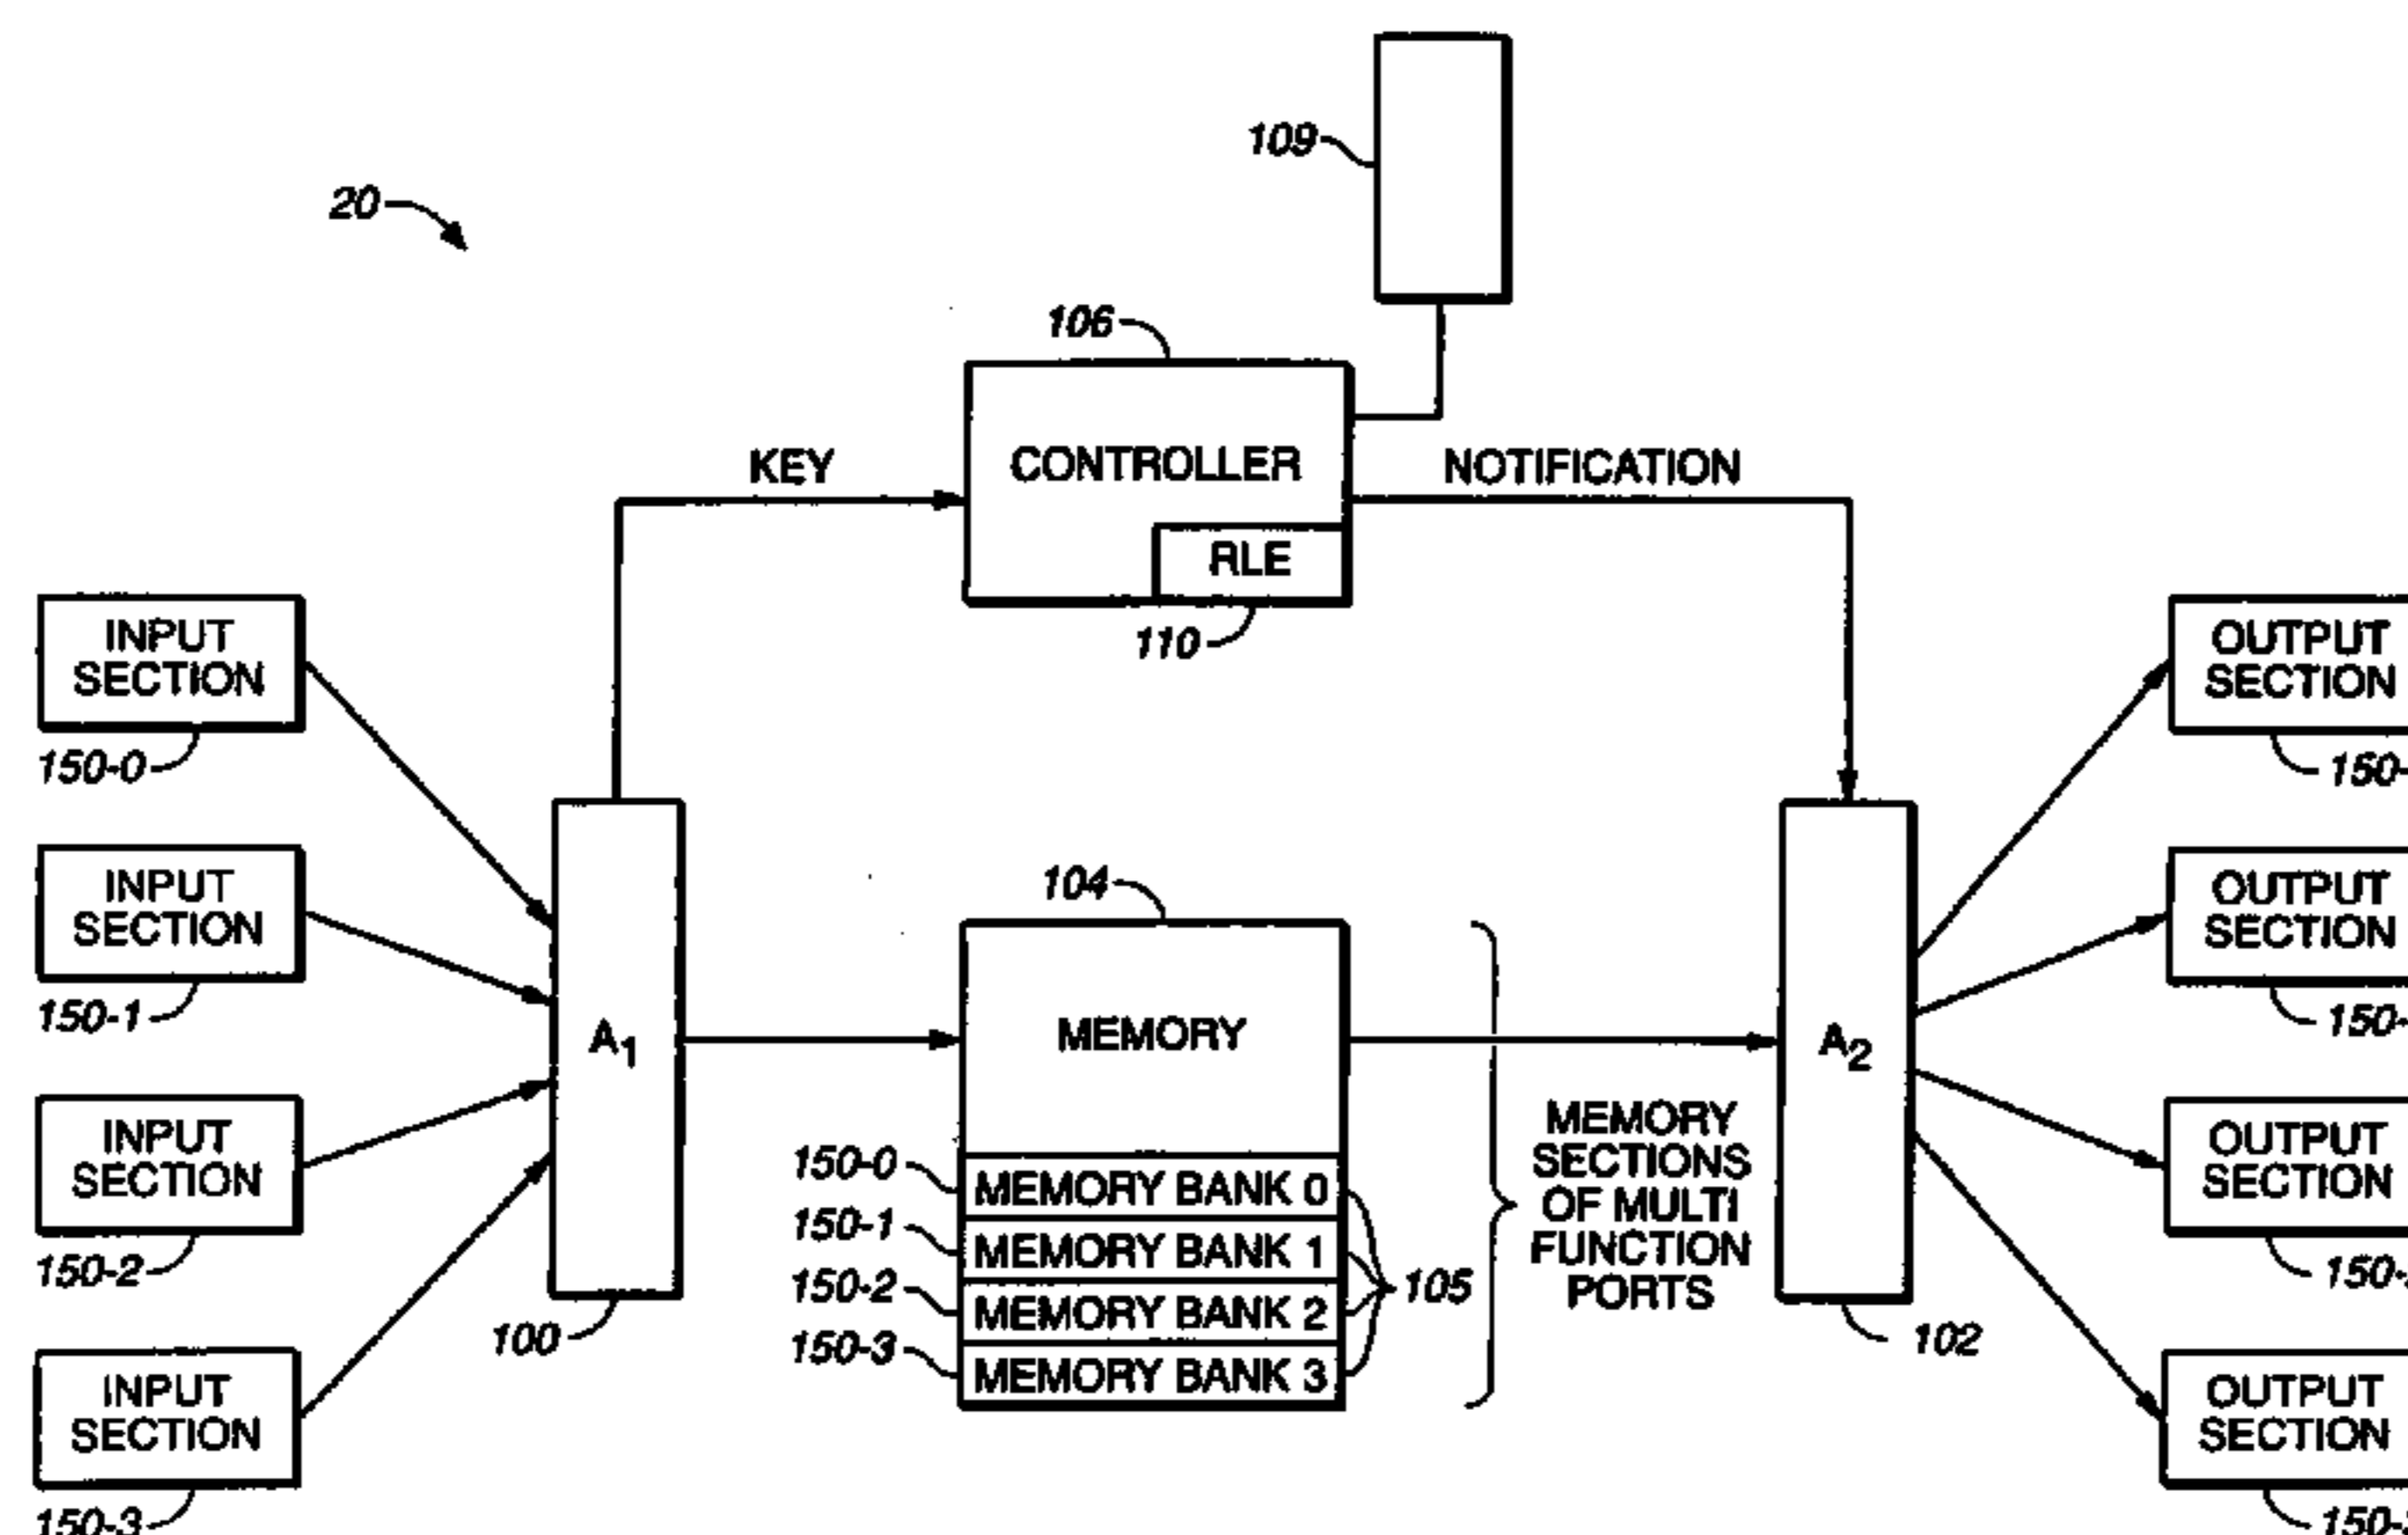 109
20
106
KEY
CONTROLLER
NOTIFICATION
RLE
110
INPUT
SECTION
150-0
INPUT
SECTION
150-1
INPUT
SECTION
150-2
INPUT
SECTION
150-3
A1
100
104
MEMORY
150-0
MEMORY BANK 0
150-1
MEMORY BANK 1
150-2
MEMORY BANK 2
150-3
MEMORY BANK 3
105
MEMORY
SECTIONS
OF MULTI
FUNCTION
PORTS
A2
102
OUTPUT
SECTION
OUTPUT
SECTION
OUTPUT
SECTION
OUTPUT
SECTION